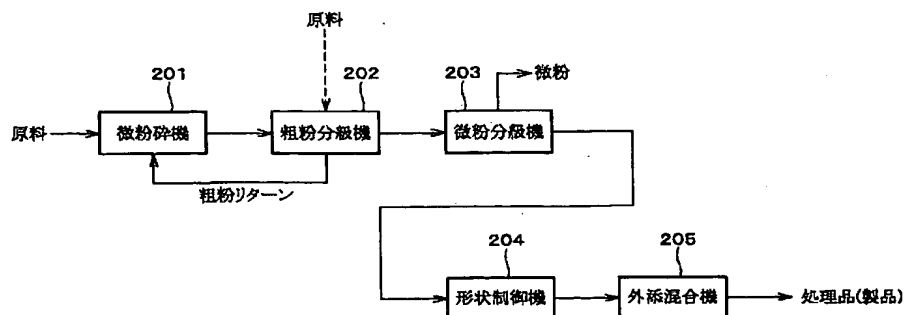 原料
201
202
203
微粉
原料
微粉砕機
粗粉分級機
微粉分級機
粗粉リターン
204
205
形状制御機
外添混合機
処理品(製品)